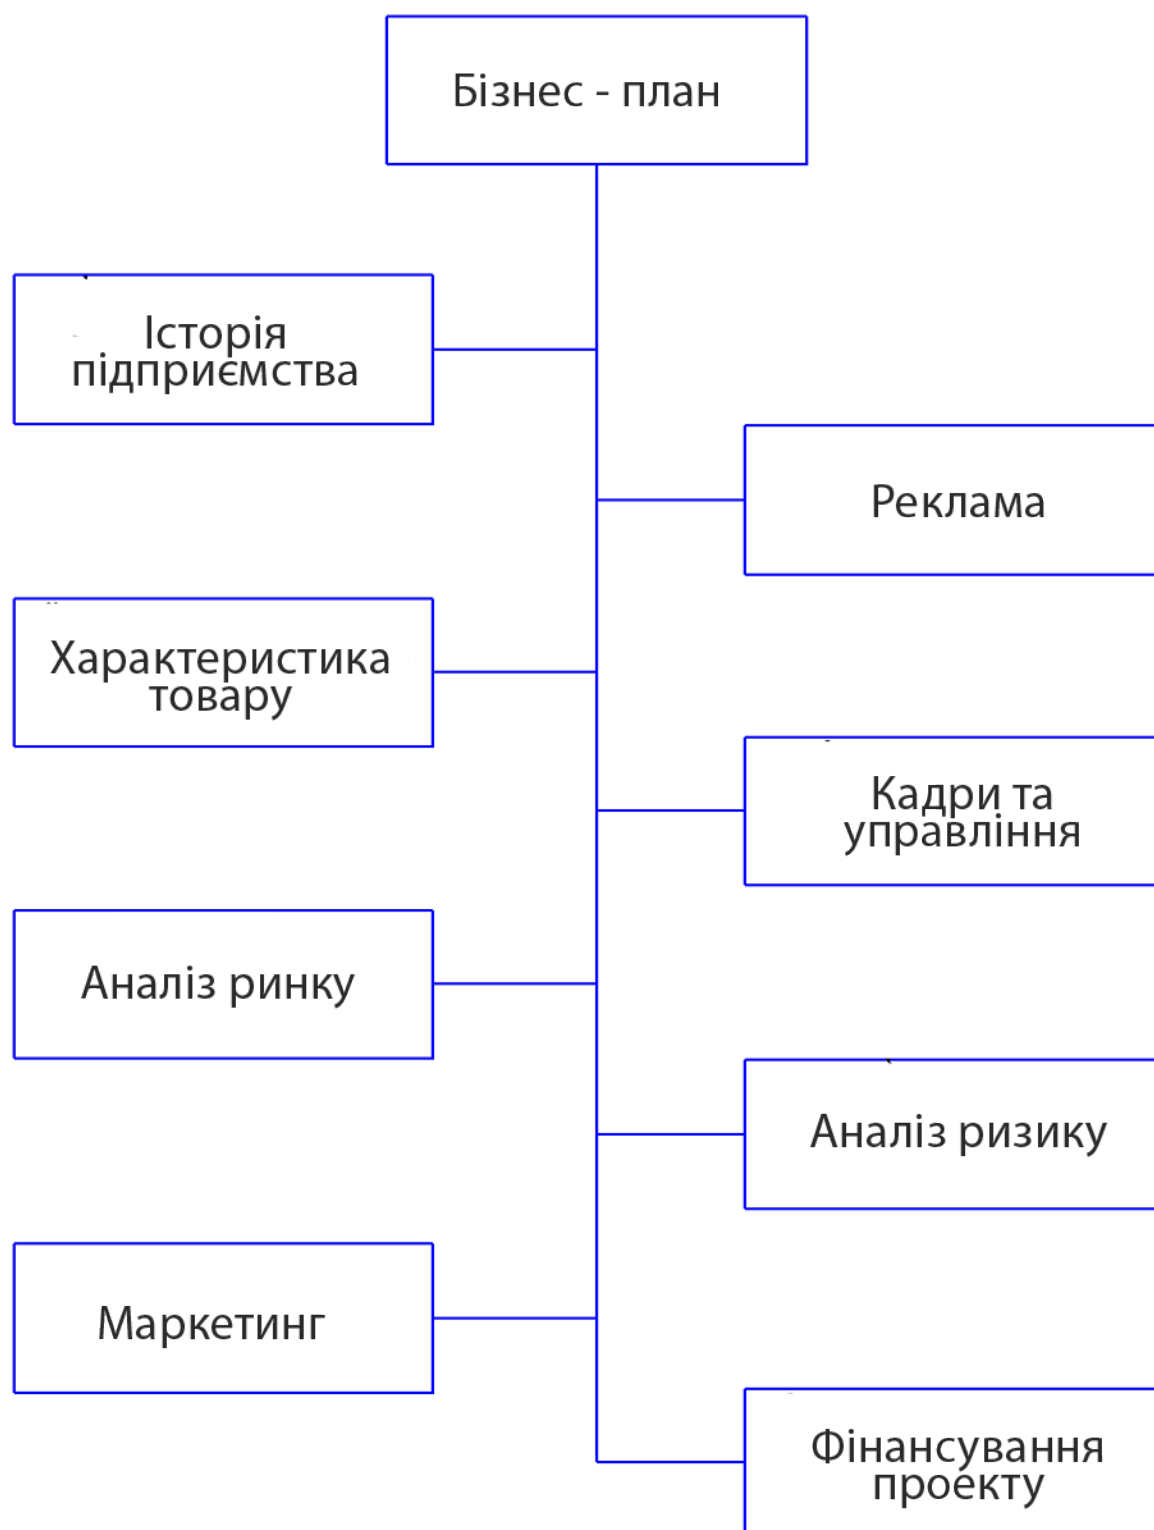 Бізнес - план
Історія
підприємства
Реклама
Характеристика
товару
Кадри та
управління
Аналіз ринку
Аналіз ризику
Маркетинг
Фінансування
проекту